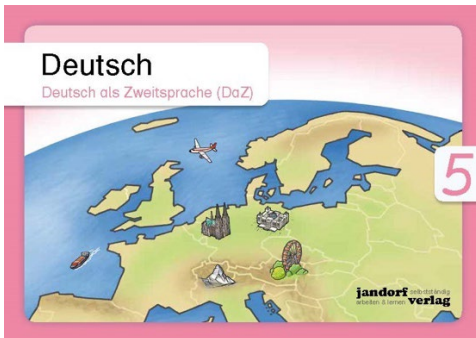 Deutsch
Deutsch als Zweitsprache (DaZ)
5
jandorf selbstständig
arbeiten & lernen verlag